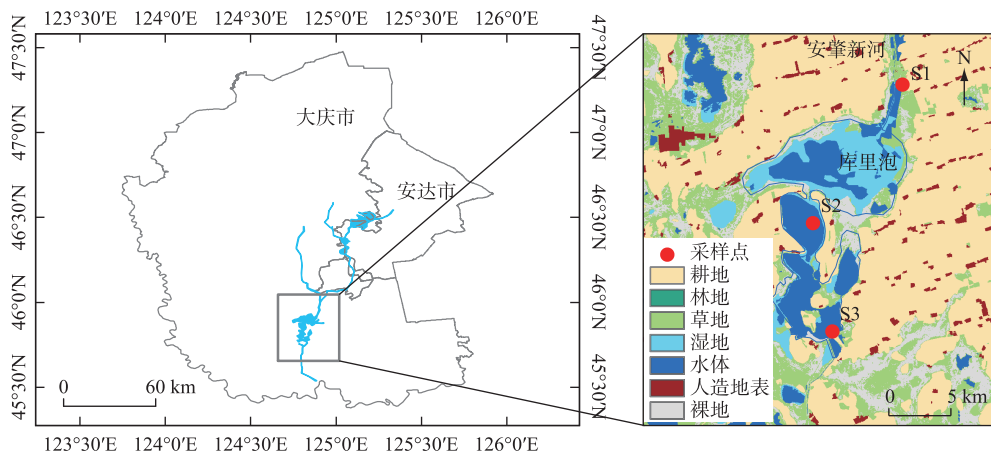 123°30′E 124°0′E 124°30′E 125°0′E 125°30′E 126°0′E
47°30′N
47°0′N
46°30′N
46°0′N
45°30′N
大庆市
安达市
0 60 km
123°30′E 124°0′E 124°30′E 125°0′E 125°30′E 126°0′E
47°30′N
47°0′N
46°30′N
46°0′N
45°30′N
安肇新河
S1
N
库里泡
S2
S3
采样点
耕地
林地
草地
湿地
水体
人造地表
裸地
0 5 km